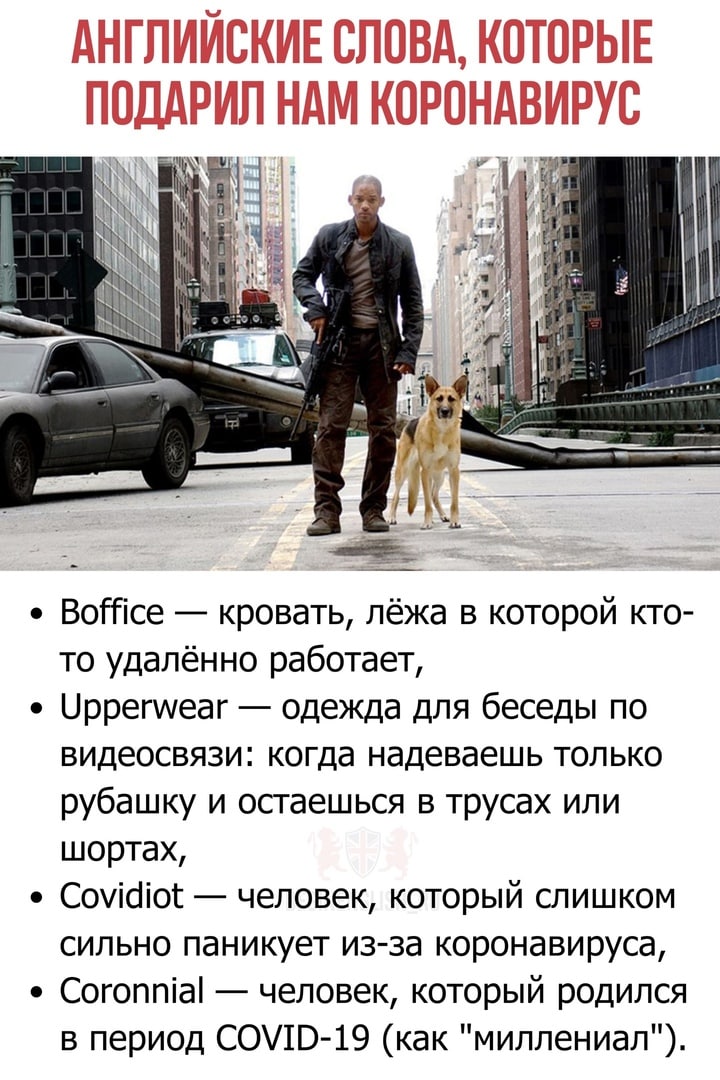 АНГЛИЙСКИЕ СЛОВА, КОТОРЫЕ
ПОДАРИЛ НАМ КОРОНАВИРУС
• Boffice — кровать, лёжа в которой кто-
то удалённо работает,
• Upperwear — одежда для беседы по
видеосвязи: когда надеваешь только
рубашку и остаешься в трусах или
шортах,
• Covidiot — человек, который слишком
сильно паникует из-за коронавируса,
• Coronnial — человек, который родился
в период COVID-19 (как "миллениал").